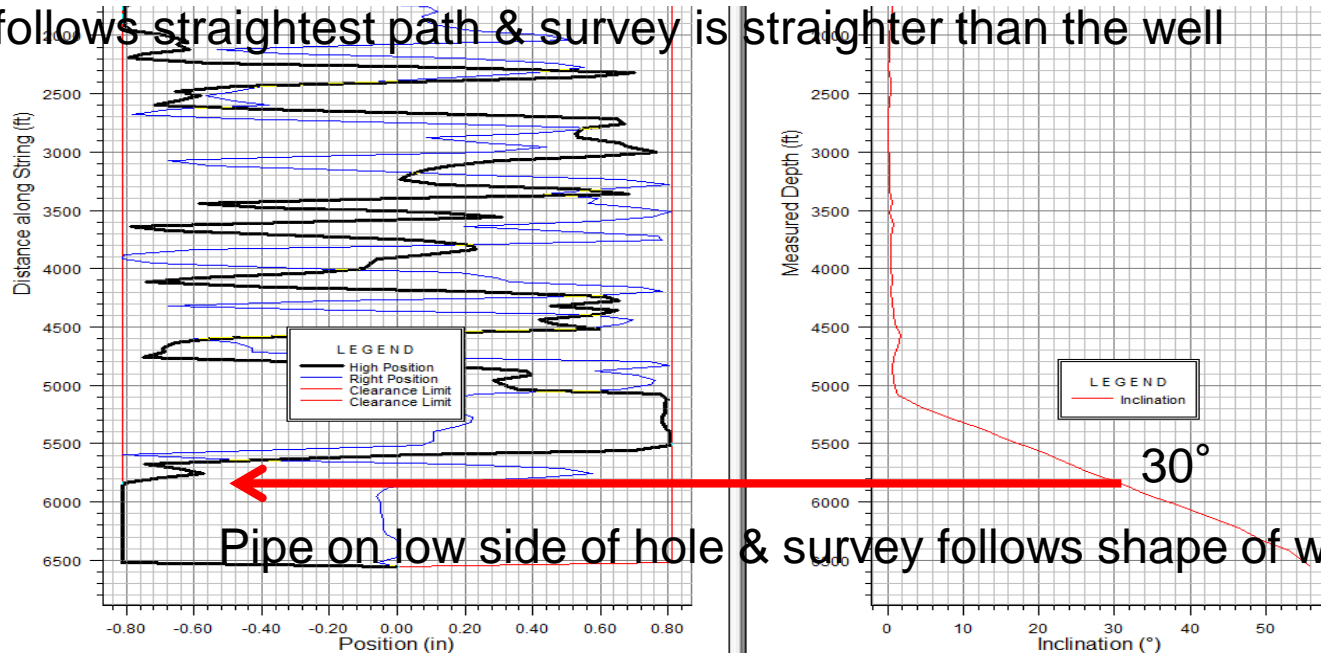 follows straightest path & survey is straighter than the well
2000
2500
3000
3500
4000
4500
5000
5500
6000
6500
Distance along String (ft)
LEGEND
High Position
Right Position
Clearance Limit
Clearance Limit
-0.80 -0.60 -0.40 -0.20 0.00 0.20 0.40 0.60 0.80
Position (in)
2000
2500
3000
3500
4000
4500
5000
5500
6000
6500
Measured Depth (ft)
LEGEND
Inclination
30°
Pipe on low side of hole & survey follows shape of
0 10 20 30 40 50
Inclination (°)